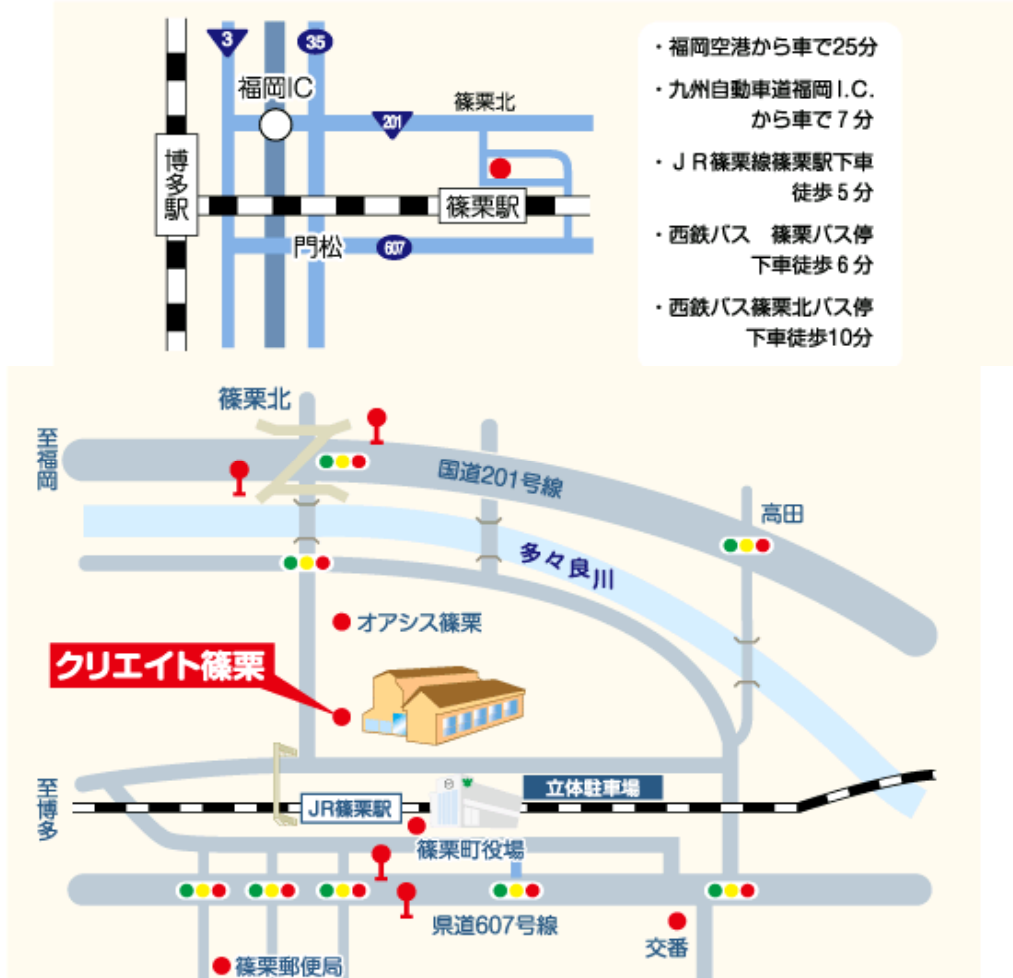 3
35
福岡IC
篠栗北
201
博多駅
篠栗駅
門松
607
・福岡空港から車で25分
・九州自動車道福岡I.C.
から車で7分
・JR篠栗線篠栗駅下車
徒歩5分
・西鉄バス　篠栗バス停
下車徒歩6分
・西鉄バス篠栗北バス停
下車徒歩10分
篠栗北
至福岡
国道201号線
高田
多々良川
オアシス篠栗
クリエイト篠栗
至博多
立体駐車場
JR篠栗駅
篠栗町役場
県道607号線
交番
篠栗郵便局